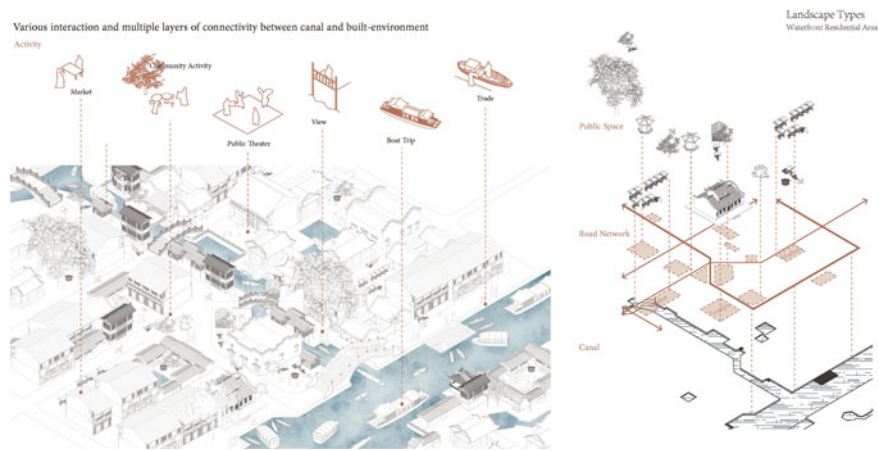 Various interaction and multiple layers of connectivity between canal and built-environment
Activity
Market
Community Activity
Public Theater
View
Boat Trip
Trade
Landscape Types
Waterfront Residential Area
Public Space
Road Network
Canal